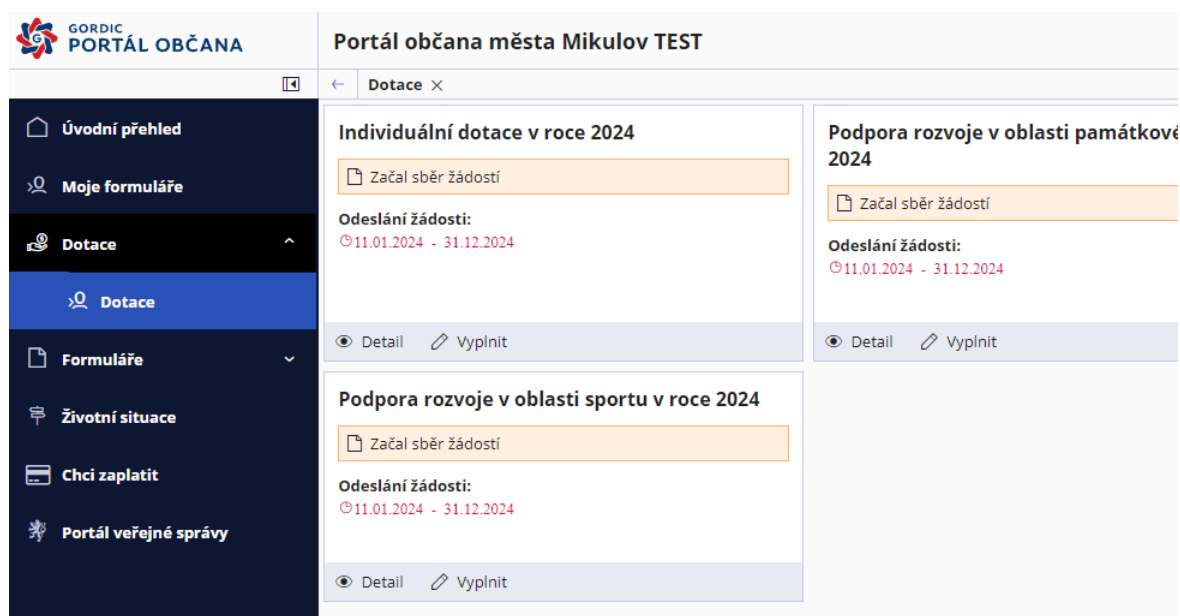 GORDIC
PORTÁL OBČANA
Portál občana města Mikulov TEST
Dotace
Úvodní přehled
Moje formuláře
Dotace
Dotace
Formuláře
Životní situace
Chci zaplatit
Portál veřejné správy
Individuální dotace v roce 2024
Začal sběr žádostí
Odeslání žádosti:
11.01.2024 - 31.12.2024
Detail Vyplnit
Podpora rozvoje v oblasti památkové
2024
Začal sběr žádostí
Odeslání žádosti:
11.01.2024 - 31.12.2024
Detail Vyplnit
Podpora rozvoje v oblasti sportu v roce 2024
Začal sběr žádostí
Odeslání žádosti:
11.01.2024 - 31.12.2024
Detail Vyplnit